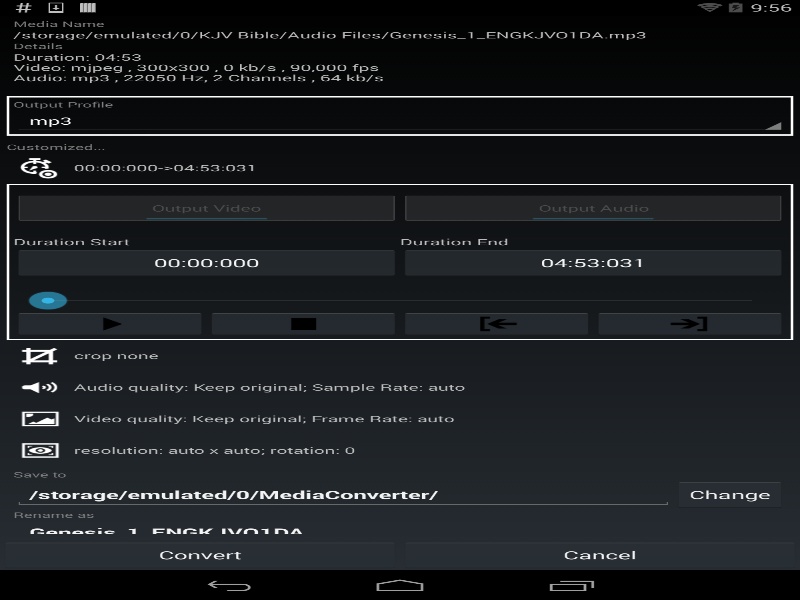 # 9:56
Media Name
/storage/emulated/0/KJV Bible/Audio Files/Genesis_1_ENGKJVO1DA.mp3
Details
Duration: 04:53
Video: mjpeg , 300x300 , 0 kb/s , 90,000 fps
Audio: mp3 , 22050 Hz, 2 Channels , 64 kb/s
Output Profile
mp3
Customized...
00:00:000->04:53:031
Output Video Output Audio
Duration Start Duration End
00:00:000 04:53:031
crop none
Audio quality: Keep original; Sample Rate: auto
Video quality: Keep original; Frame Rate: auto
resolution: auto x auto; rotation: 0
Save to
/storage/emulated/0/MediaConverter/ Change
Rename as
Genesis_1_ENGKJVO1DA
Convert Cancel